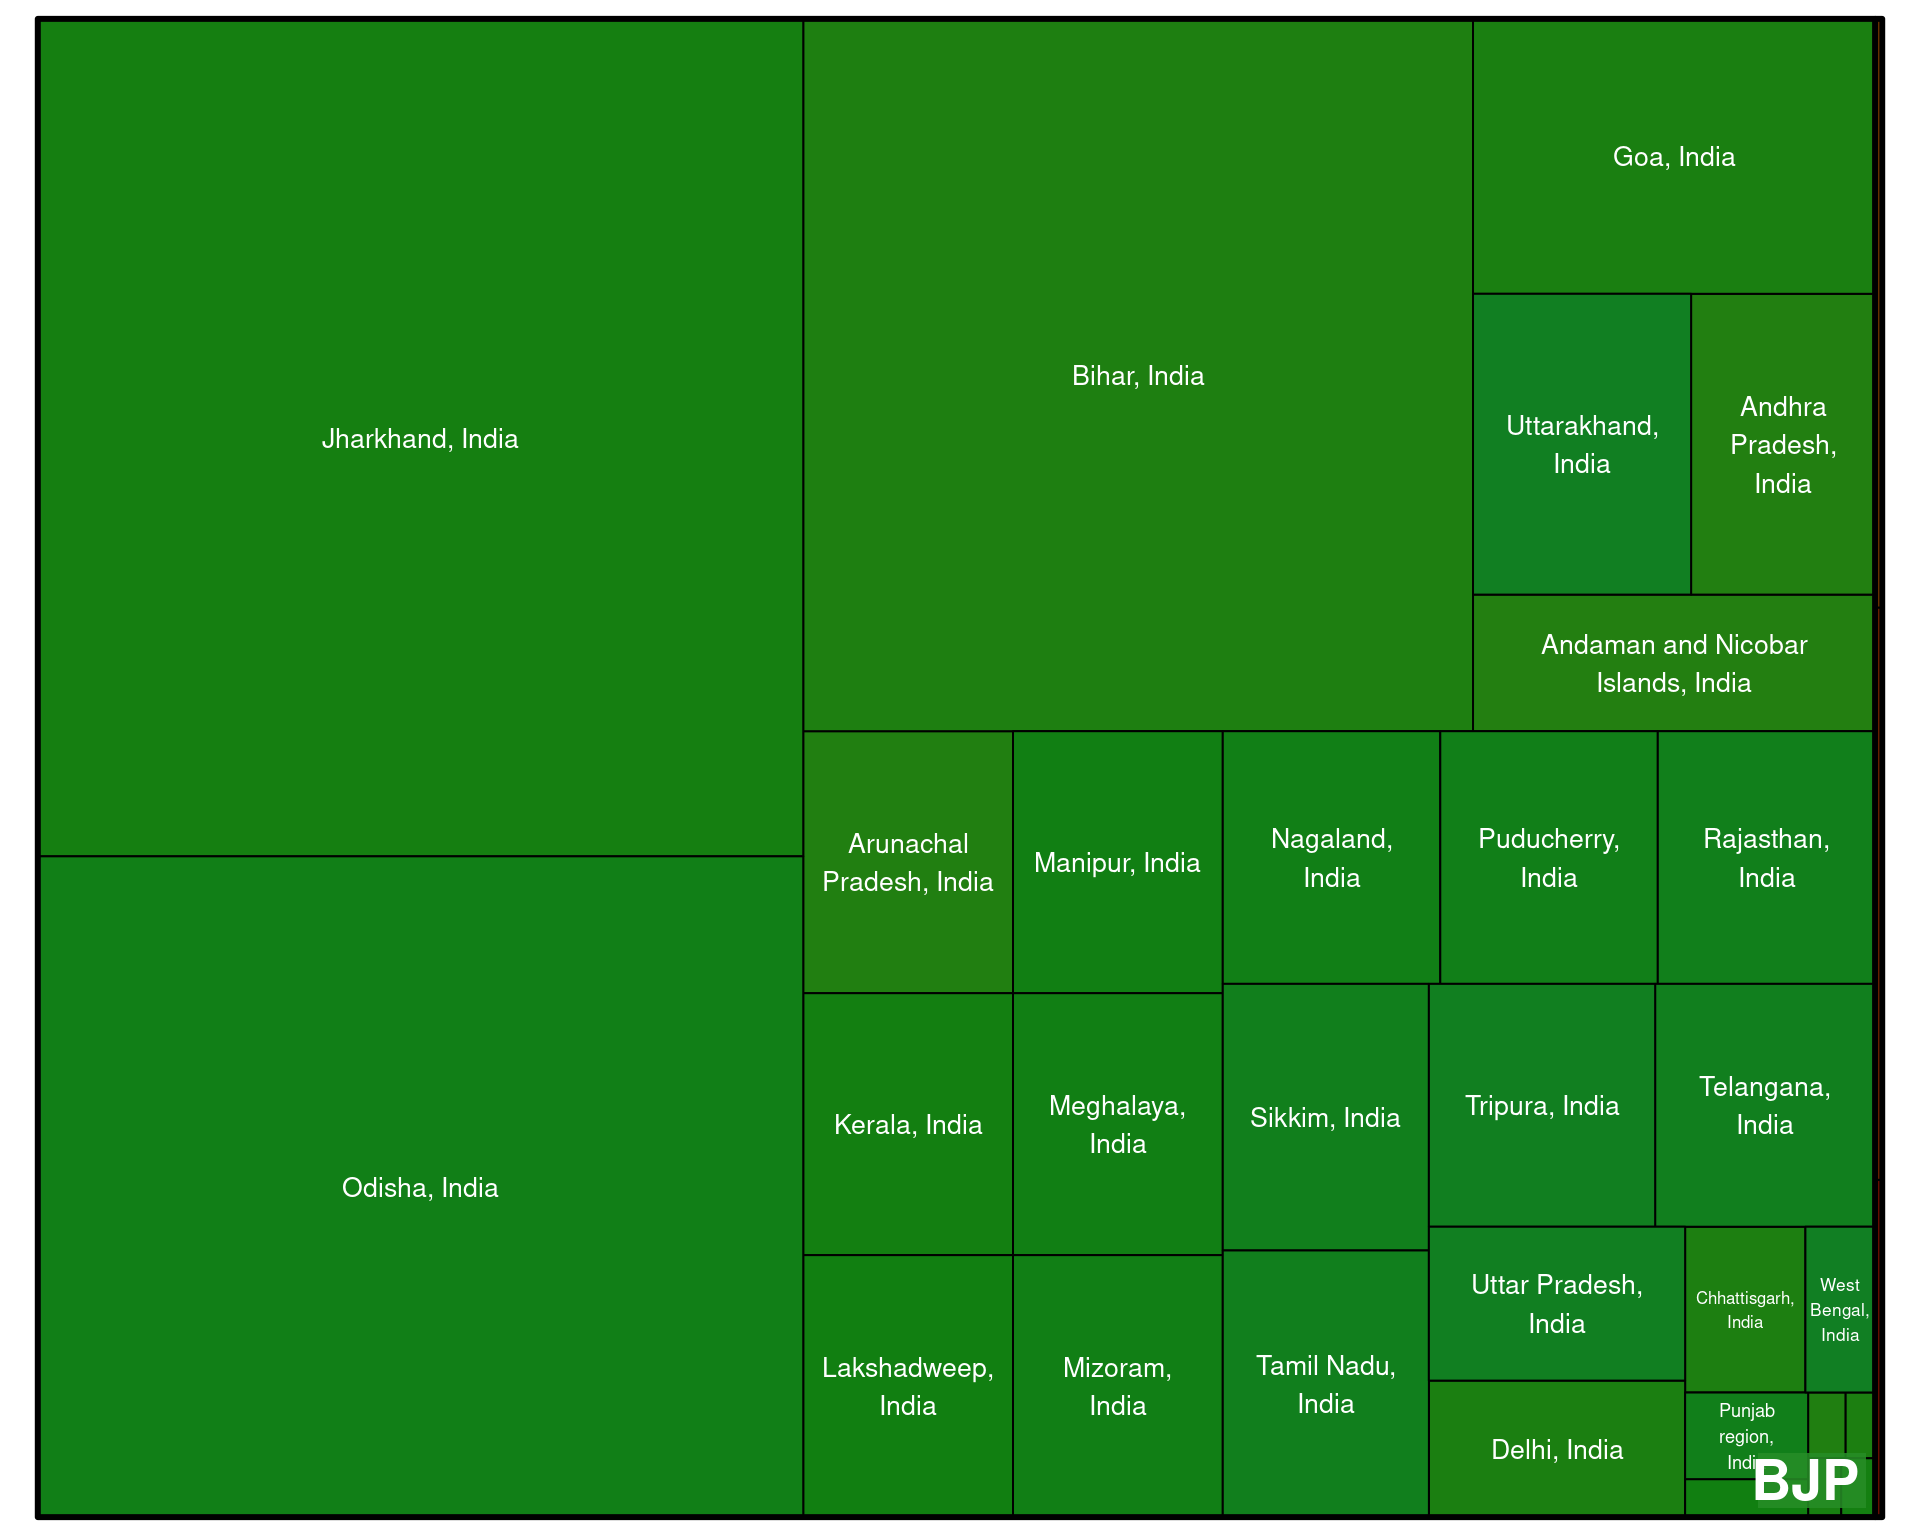 Jharkhand, India
Odisha, India
Bihar, India
Goa, India
Uttarakhand,
India
Andhra
Pradesh,
India
Andaman and Nicobar
Islands, India
Arunachal
Pradesh, India
Manipur, India
Nagaland,
India
Puducherry,
India
Rajasthan,
India
Kerala, India
Meghalaya,
India
Sikkim, India
Tripura, India
Telangana,
India
Lakshadweep,
India
Mizoram,
India
Tamil Nadu,
India
Uttar Pradesh,
India
Chhattisgarh,
India
West
Bengal,
India
Delhi, India
Punjab
region,
India
BJP